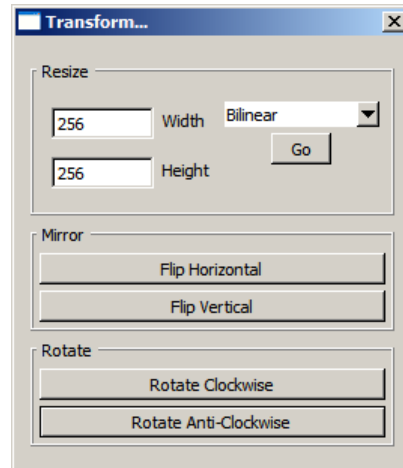 Transform...
Resize
256 Width Bilinear
Go
256 Height
Mirror
Flip Horizontal
Flip Vertical
Rotate
Rotate Clockwise
Rotate Anti-Clockwise